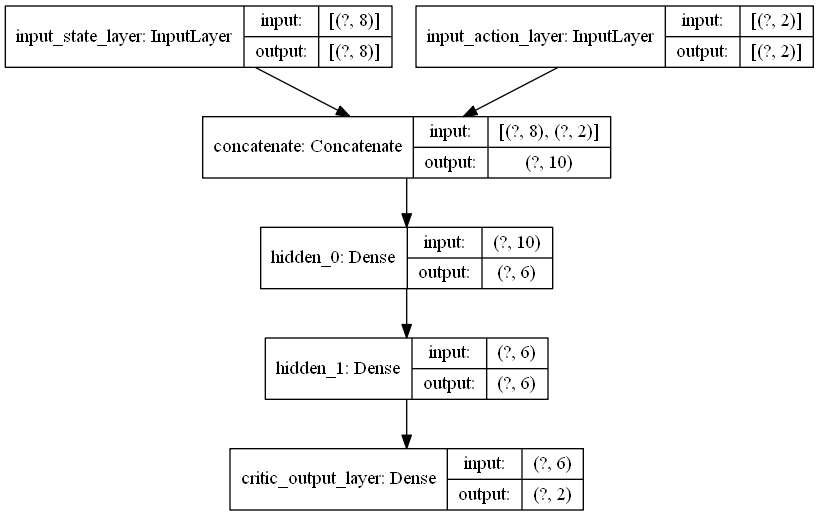 input_state_layer: InputLayer
input: [(?, 8)]
output: [(?, 8)]
input_action_layer: InputLayer
input: [(?, 2)]
output: [(?, 2)]
concatenate: Concatenate
input: [(?, 8), (?, 2)]
output: (?, 10)
hidden_0: Dense
input: (?, 10)
output: (?, 6)
hidden_1: Dense
input: (?, 6)
output: (?, 6)
critic_output_layer: Dense
input: (?, 6)
output: (?, 2)